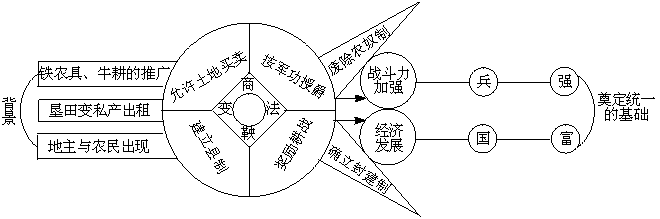 背景
铁农具、牛耕的推广
垦田变私产出租
地主与农民出现
允许土地买卖
按军功授爵
建立县制
奖励耕战
商
鞅
变
法
废除农奴制
确立封建制
战斗力
加强
经济
发展
兵
强
国
富
奠定统一
的基础